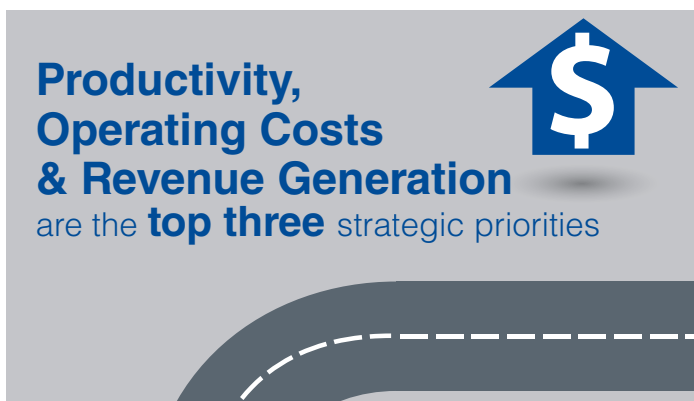 Productivity,
Operating Costs
& Revenue Generation
are the top three strategic priorities
$